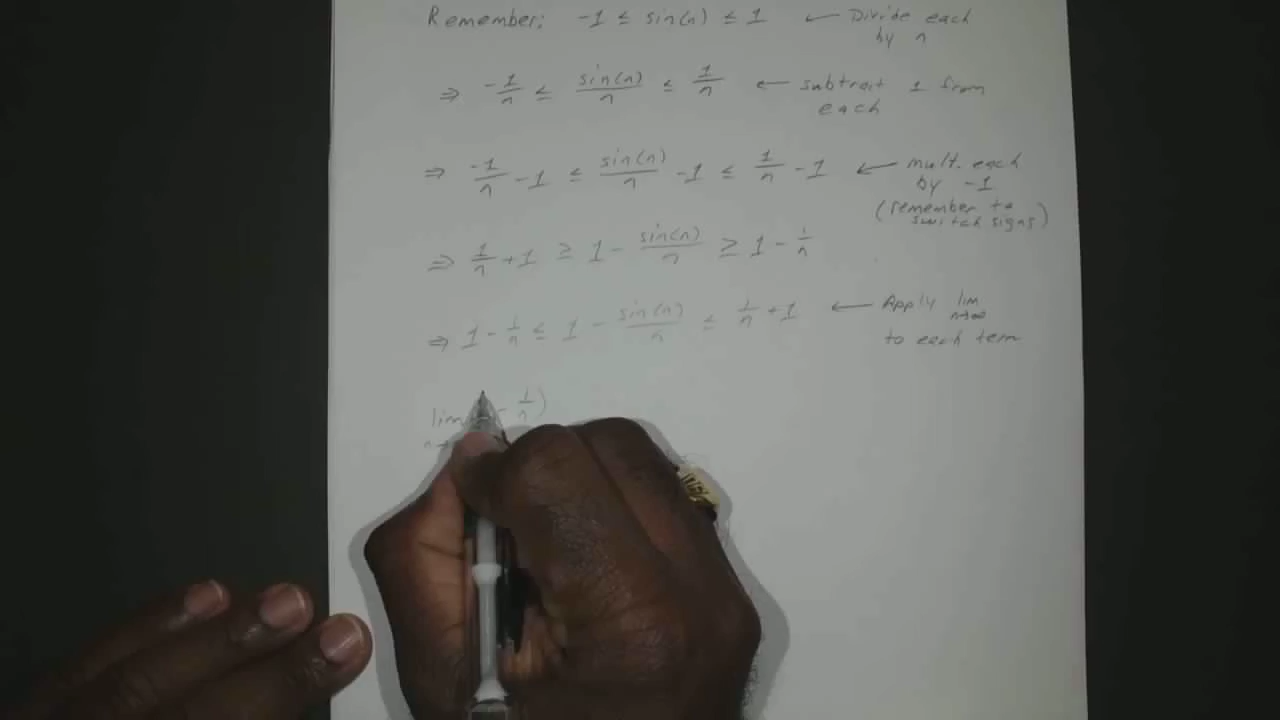 Remember: -1 ≤ sin(n) ≤ 1 ← Divide each
by n
⇒ -1/n ≤ sin(n)/n ≤ 1/n ← subtract 1 from
each
⇒ -1/n -1 ≤ sin(n)/n -1 ≤ 1/n -1 ← mult. each
by -1
(remember to
switch signs)
⇒ 1/n +1 ≥ 1 - sin(n)/n ≥ 1 - 1/n
⇒ 1 - 1/n ≤ 1 - sin(n)/n ≤ 1/n +1 ← Apply lim
n→∞
to each term
lim - 1/n)
n→